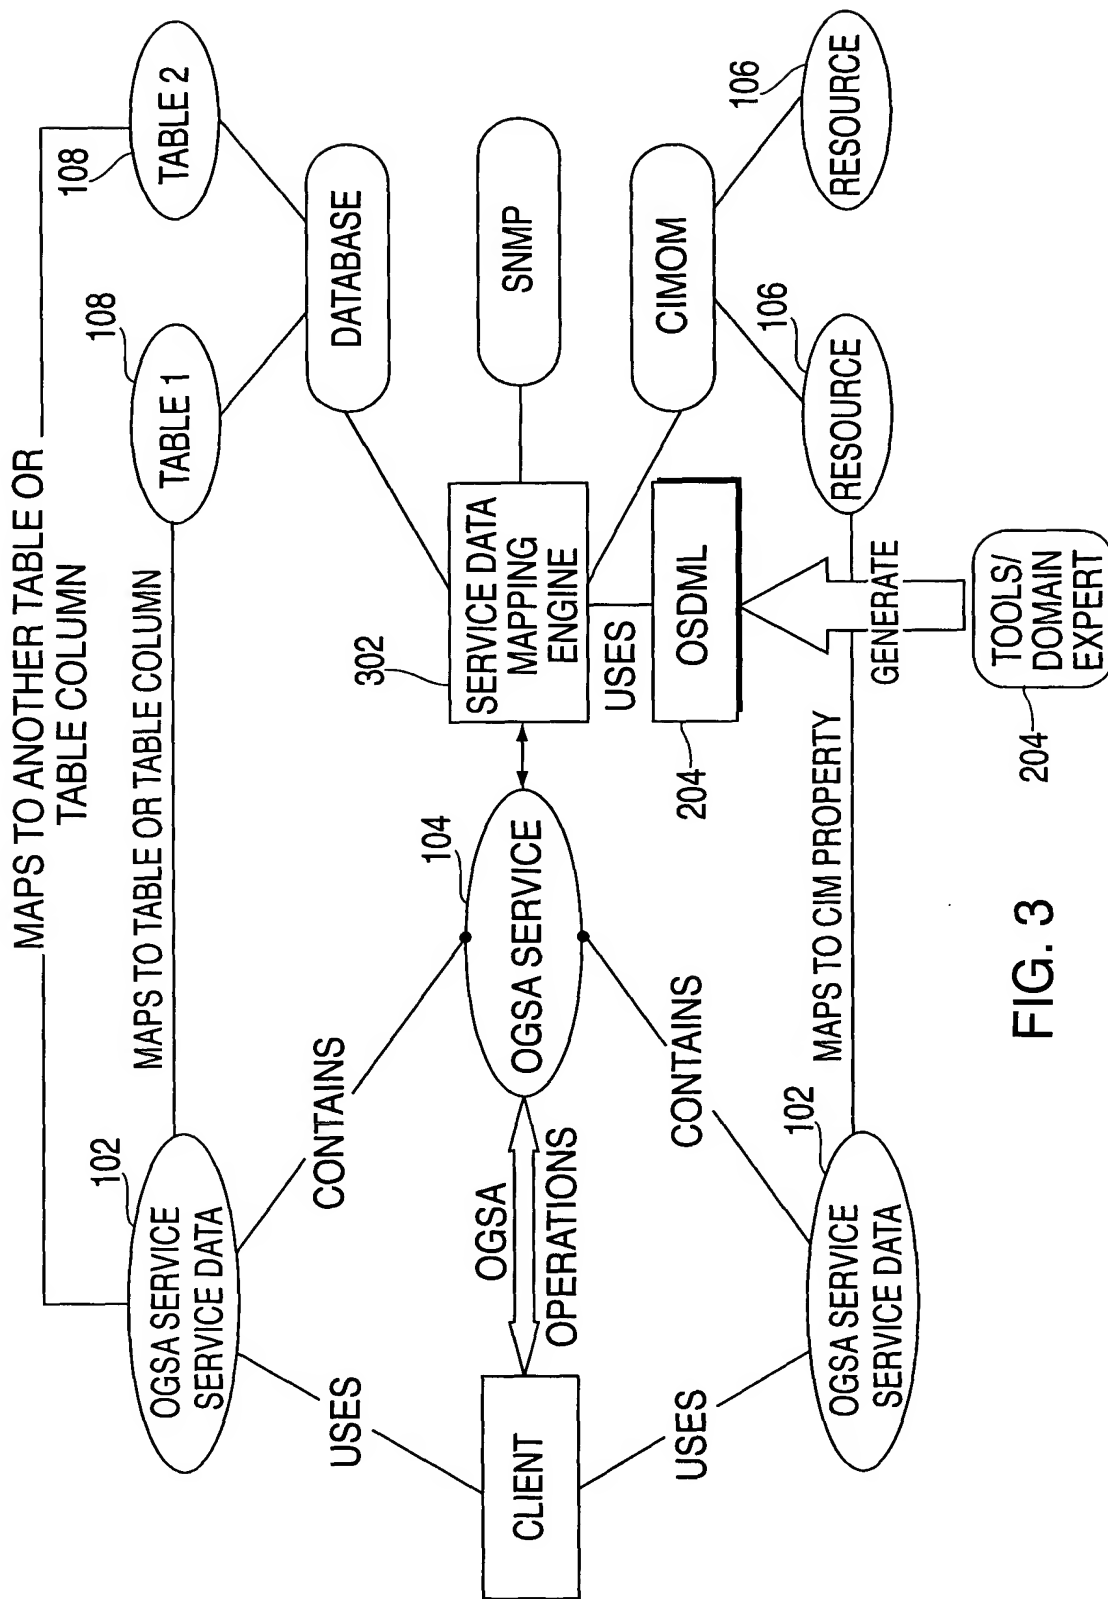 MAPS TO ANOTHER TABLE OR
TABLE COLUMN
108
TABLE 2
108
TABLE 1
MAPS TO TABLE OR TABLE COLUMN
102
OGSA SERVICE
SERVICE DATA
DATABASE
CONTAINS
USES
302
SERVICE DATA
MAPPING
ENGINE
SNMP
104
OGSA SERVICE
OGSA
OPERATIONS
CLIENT
USES
204
OSDML
CIMOM
CONTAINS
USES
106
RESOURCE
106
RESOURCE
102
OGSA SERVICE
SERVICE DATA
MAPS TO CIM PROPERTY
GENERATE
204
TOOLS/
DOMAIN
EXPERT
FIG. 3